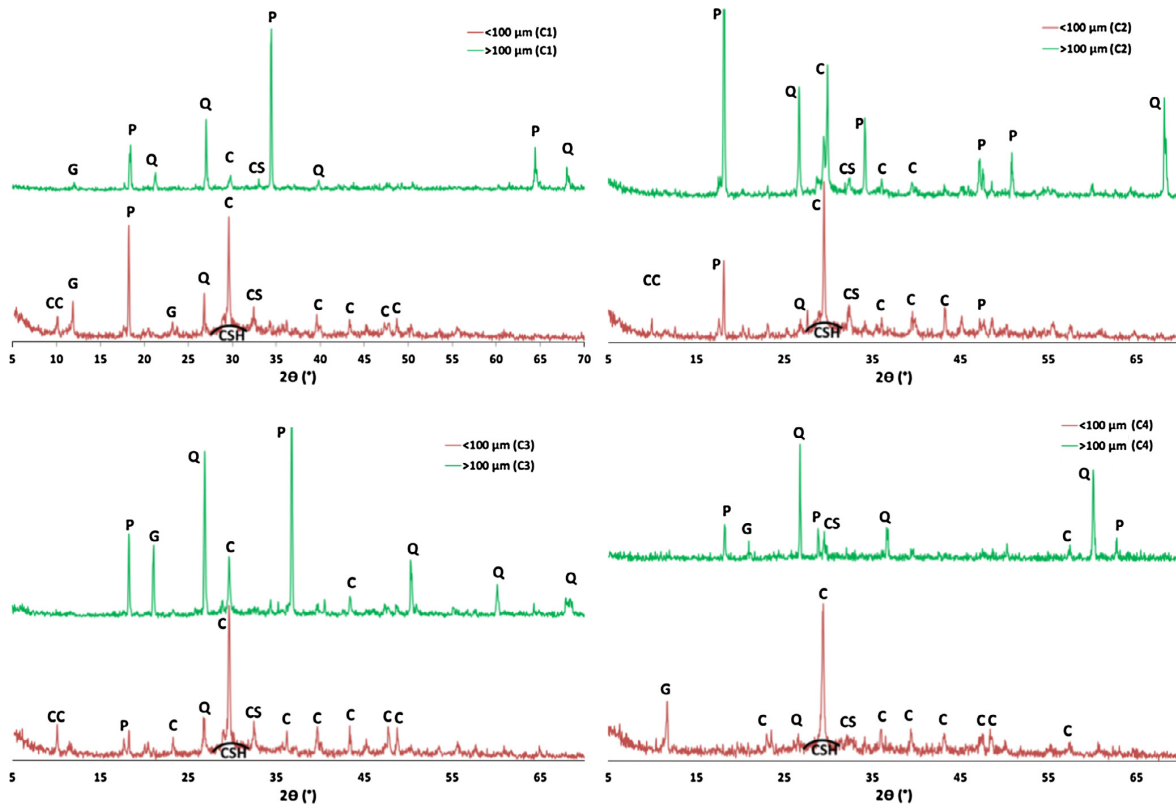 <100 μm (C1)
>100 μm (C1)
P
Q
P
P
Q
G
Q
C
CS
Q
P
C
G
CC
Q
G
CS
C
C
C
C
CSH
5 10 15 20 25 30 35 40 45 50 55 60 65 70
2Θ (°)
<100 μm (C2)
>100 μm (C2)
P
C
Q
Q
P
P
P
CS
C
C
C
P
CC
CS
Q
C
C
C
P
CSH
5 15 25 35 45 55 65
2Θ (°)
<100 μm (C3)
>100 μm (C3)
P
Q
P
G
C
Q
C
Q
Q
C
CC
P
C
Q
CS
C
C
C
C
C
CSH
5 15 25 35 45 55 65
2Θ (°)
<100 μm (C4)
>100 μm (C4)
Q
Q
P
G
P
CS
Q
C
P
C
G
C
Q
CS
C
C
C
C
C
C
CSH
5 15 25 35 45 55 65
2Θ (°)